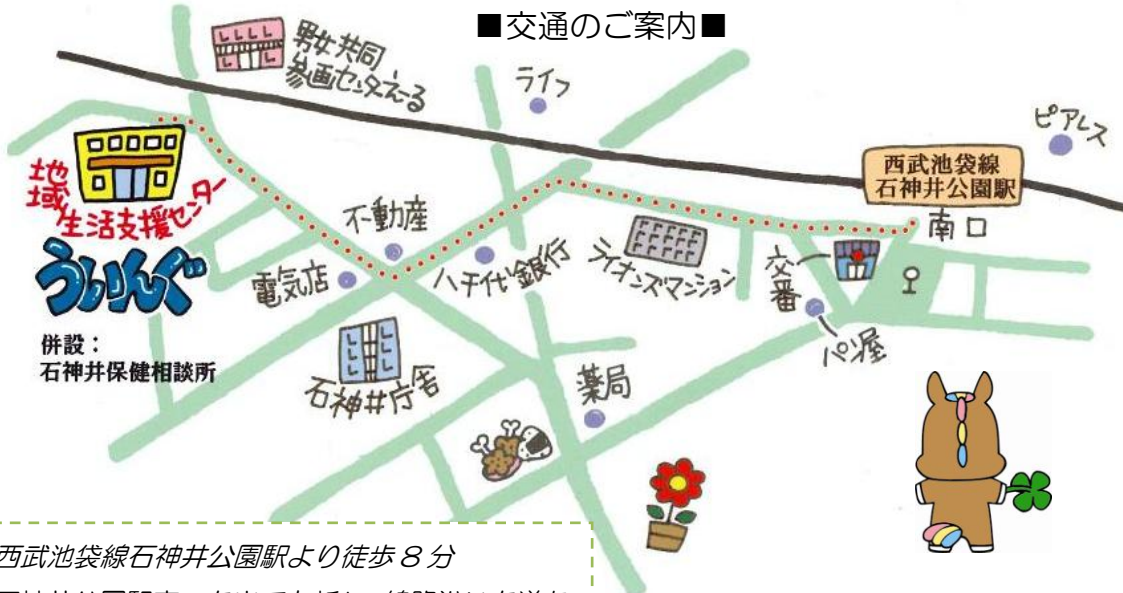 ■交通のご案内■
男女共同
参画センターえーる
ライフ
ピアレス
西武池袋線
石神井公園駅
南口
地域
生活支援センター
ういんぐ
併設：
石神井保健相談所
不動産
電気店
八千代銀行
ライオンズマンション
交番
パン屋
石神井庁舎
薬局
西武池袋線石神井公園駅より徒歩８分